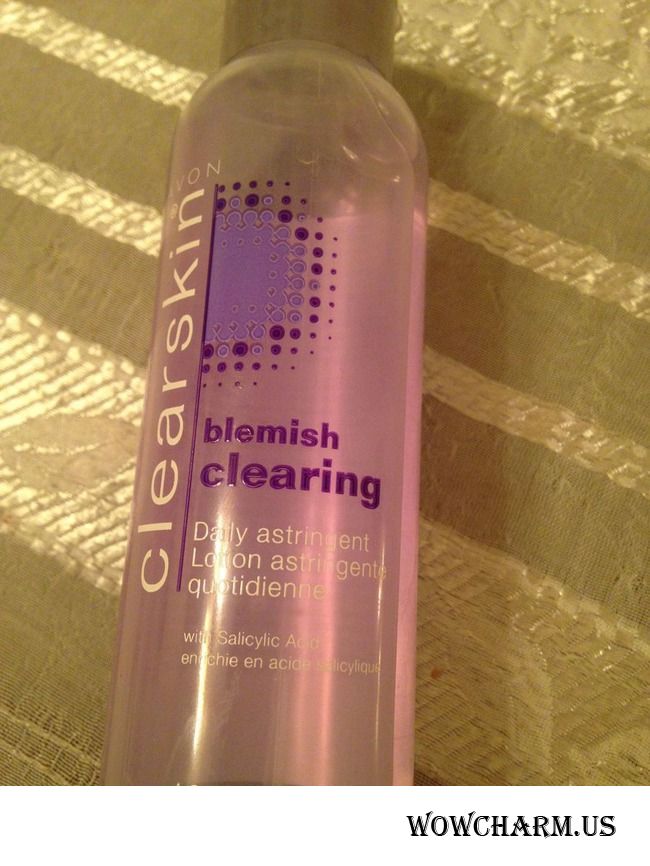 AVON
clearskin
blemish
clearing
Daily astringent
Lotion astringente
quotidienne
with Salicylic Acid
enrichie en acide salicylique
WOWCHARM.US